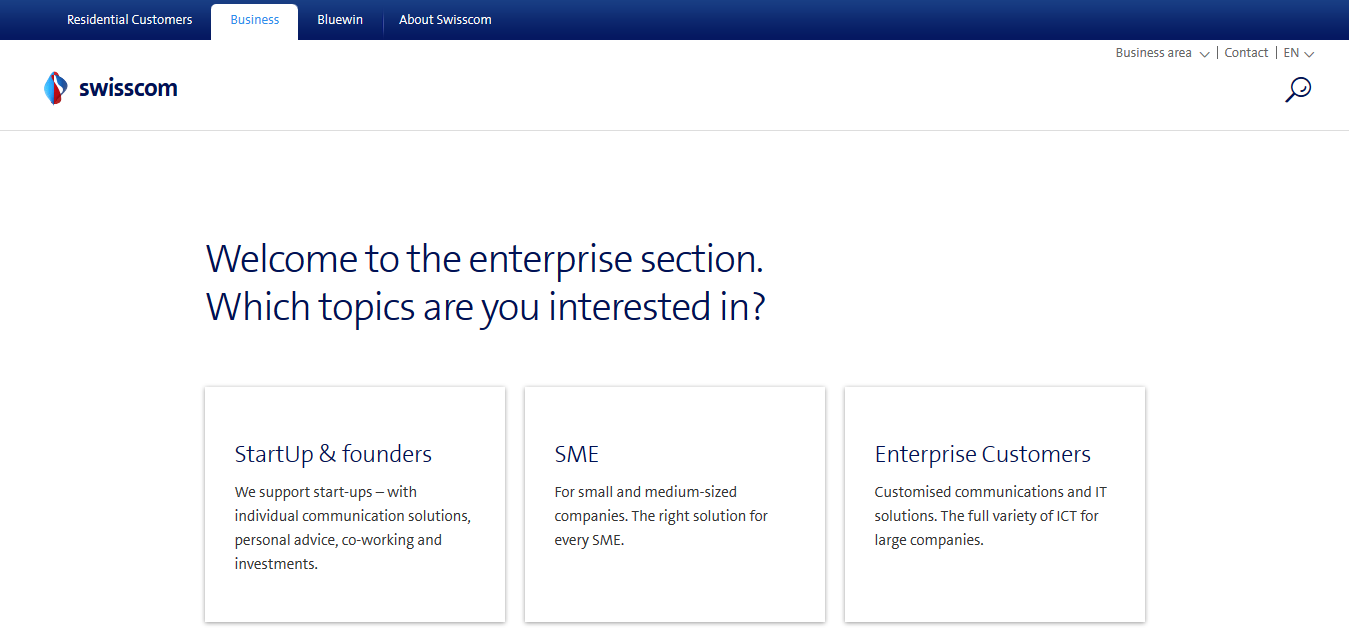 Residential Customers Business Bluewin About Swisscom
Business area Contact EN
swisscom
Welcome to the enterprise section.
Which topics are you interested in?
StartUp & founders
We support start-ups – with
individual communication solutions,
personal advice, co-working and
investments.
SME
For small and medium-sized
companies. The right solution for
every SME.
Enterprise Customers
Customised communications and IT
solutions. The full variety of ICT for
large companies.